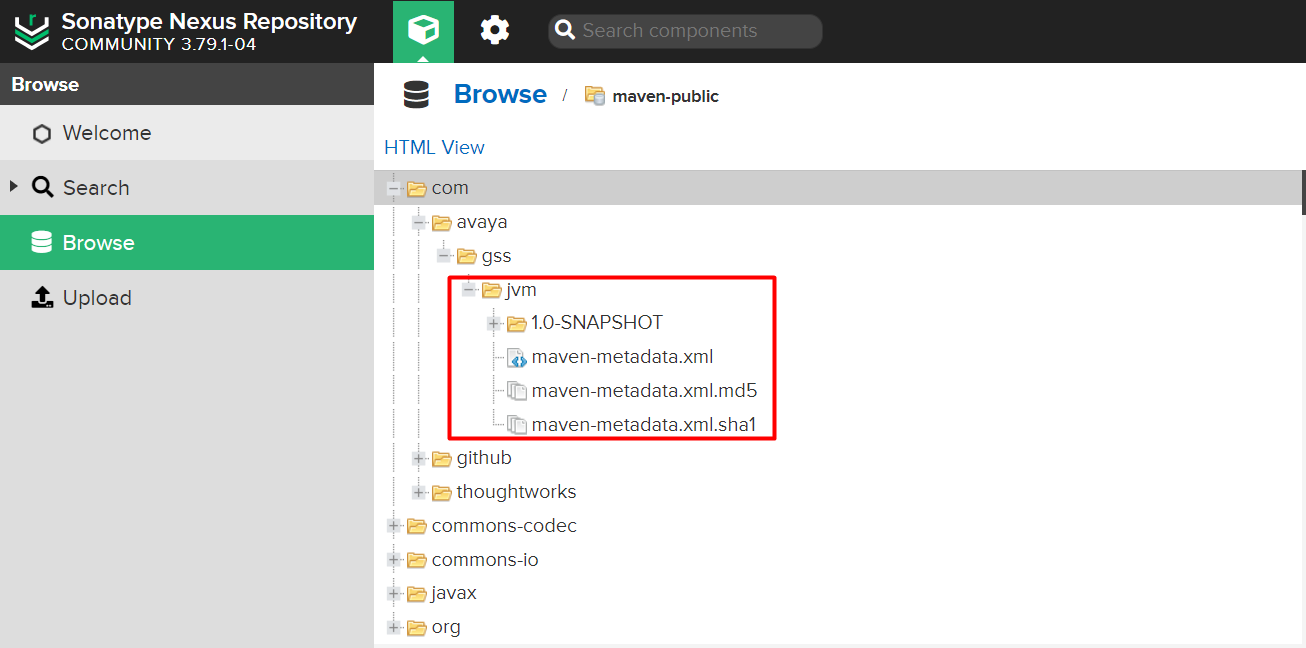 Sonatype Nexus Repository
COMMUNITY 3.79.1-04
Search components
Browse
Welcome
Search
Browse
Upload
Browse / maven-public
HTML View
com
avaya
gss
jvm
1.0-SNAPSHOT
maven-metadata.xml
maven-metadata.xml.md5
maven-metadata.xml.sha1
github
thoughtworks
commons-codec
commons-io
javax
org